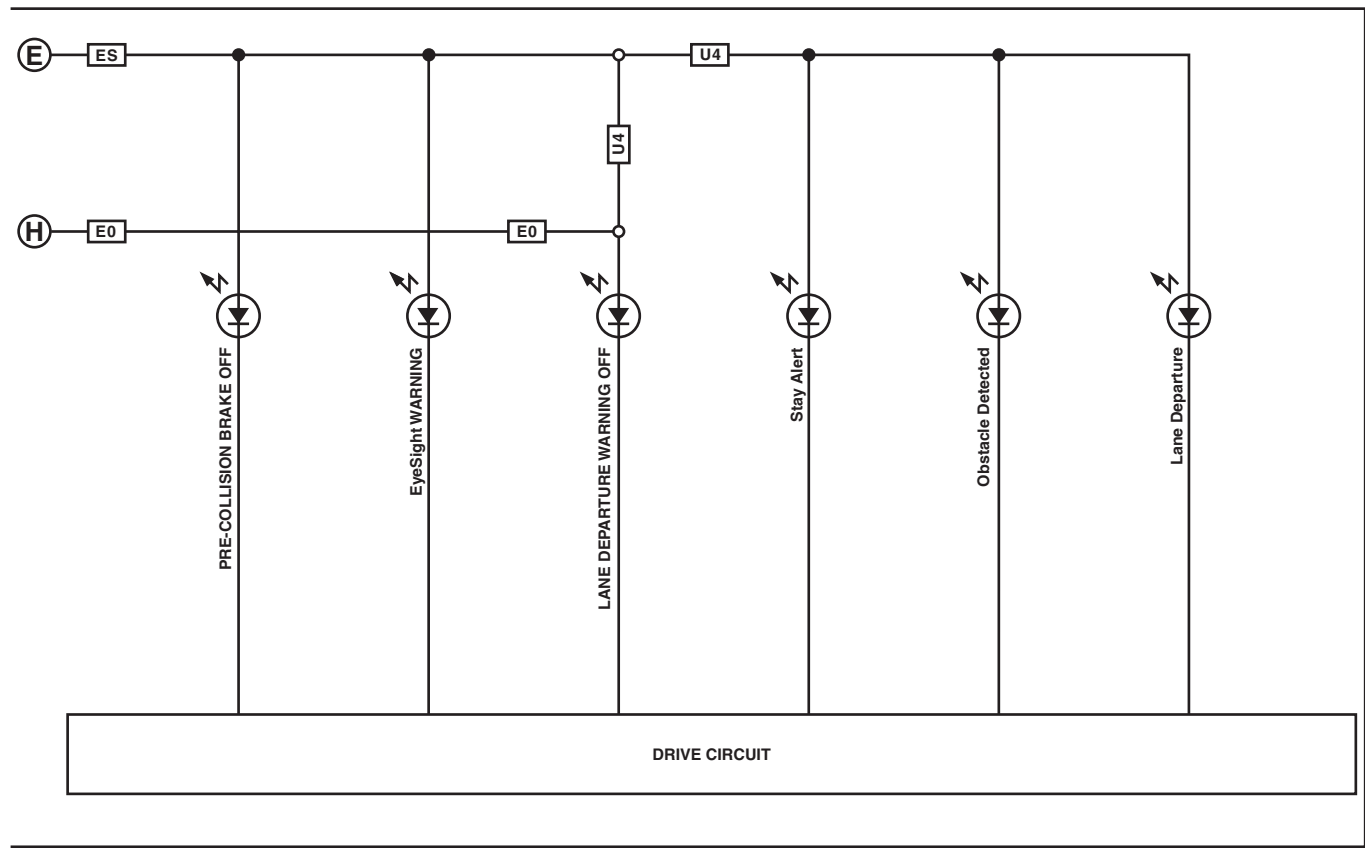 E
ES
U4
U4
H
E0
E0
PRE-COLLISION BRAKE OFF
EyeSight WARNING
LANE DEPARTURE WARNING OFF
Stay Alert
Obstacle Detected
Lane Departure
DRIVE CIRCUIT